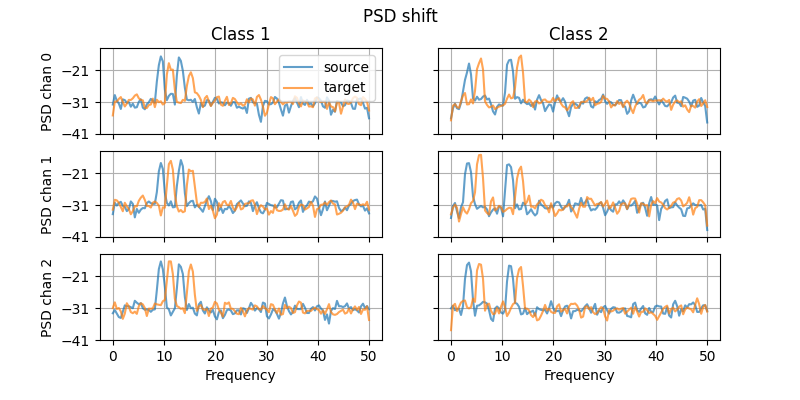 PSD shift
Class 1
Class 2
PSD chan 0
−21
−31
−41
source
target
PSD chan 1
−21
−31
−41
PSD chan 2
−21
−31
−41
0 10 20 30 40 50
0 10 20 30 40 50
Frequency
Frequency